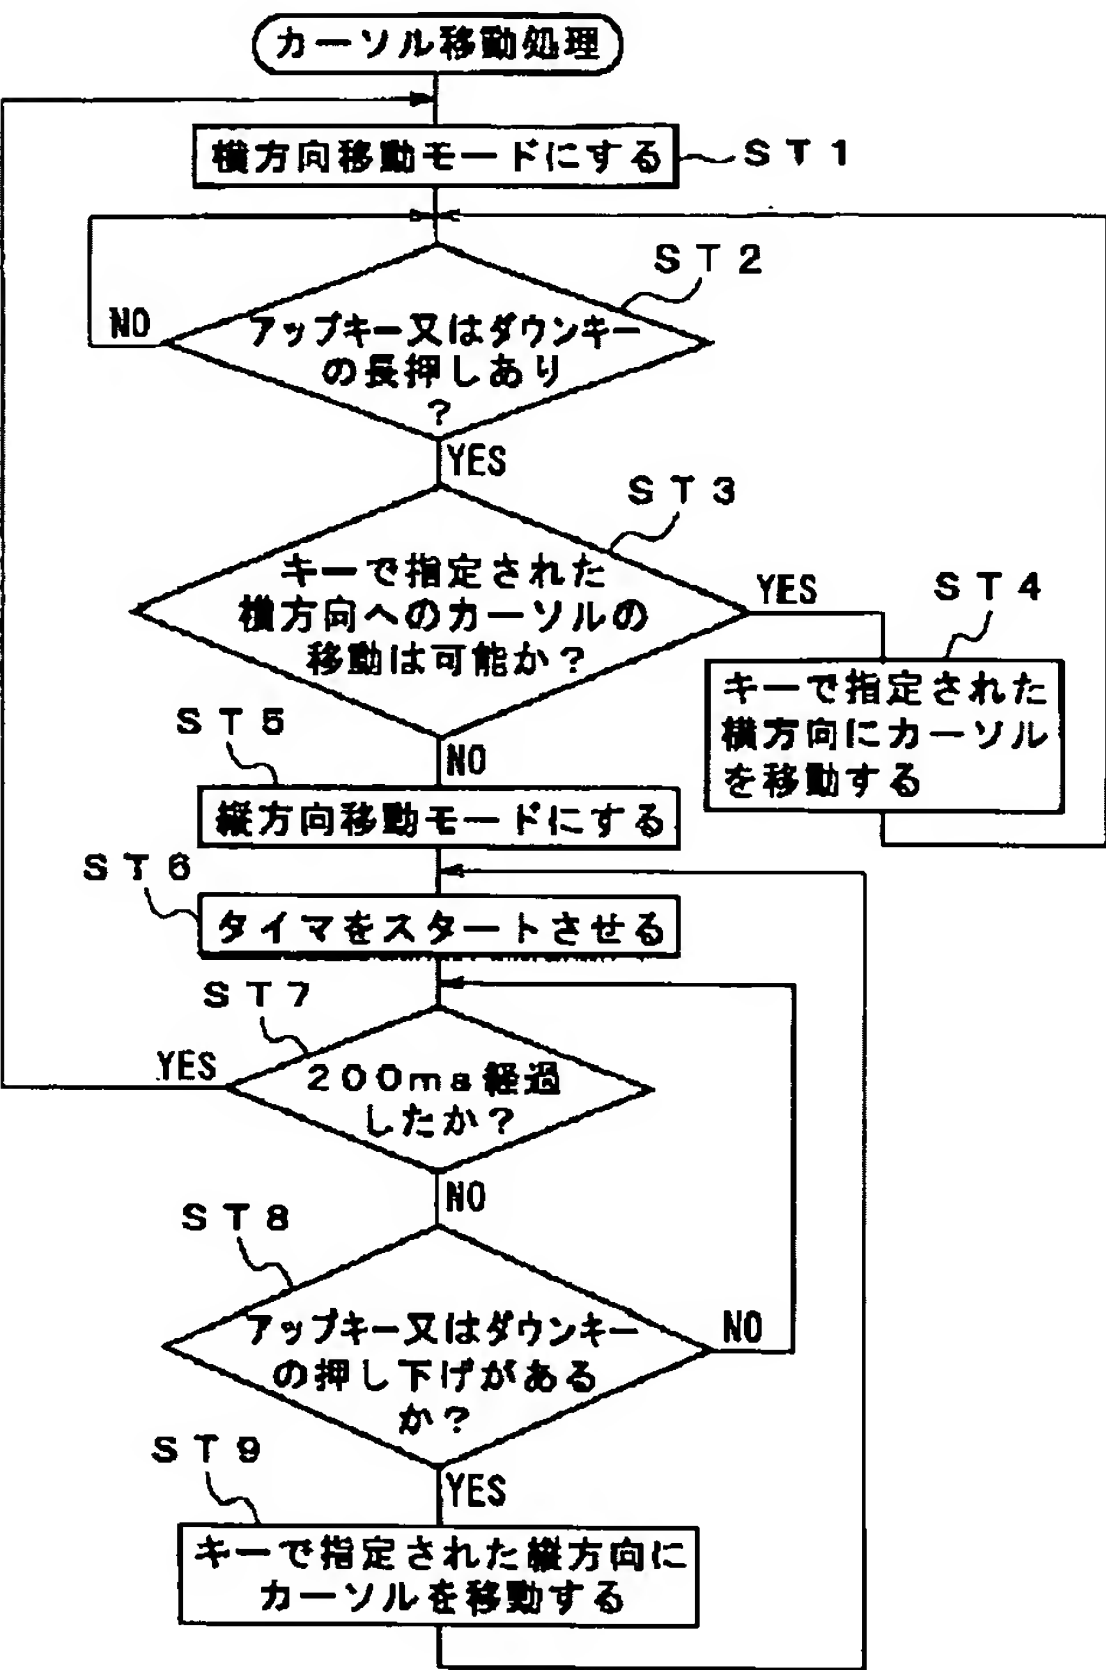 カーソル移動処理
横方向移動モードにする
ST1
ST2
NO
アップキー又はダウンキー
の長押しあり
?
YES
ST3
キーで指定された
横方向へのカーソルの
移動は可能か?
YES
ST4
キーで指定された
横方向にカーソル
を移動する
ST5
NO
縦方向移動モードにする
ST6
タイマをスタートさせる
ST7
YES
200ms経過
したか?
NO
ST8
アップキー又はダウンキー
の押し下げがある
か?
NO
ST9
YES
キーで指定された縦方向に
カーソルを移動する